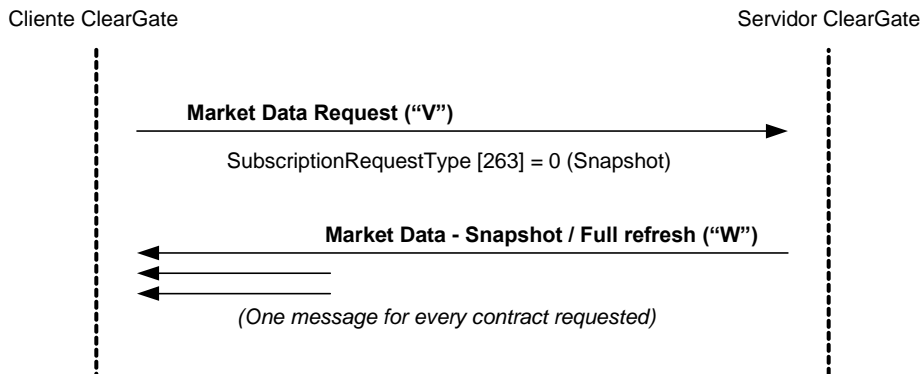 Cliente ClearGate
Servidor ClearGate
Market Data Request (“V”)
SubscriptionRequestType [263] = 0 (Snapshot)
Market Data - Snapshot / Full refresh (“W”)
(One message for every contract requested)